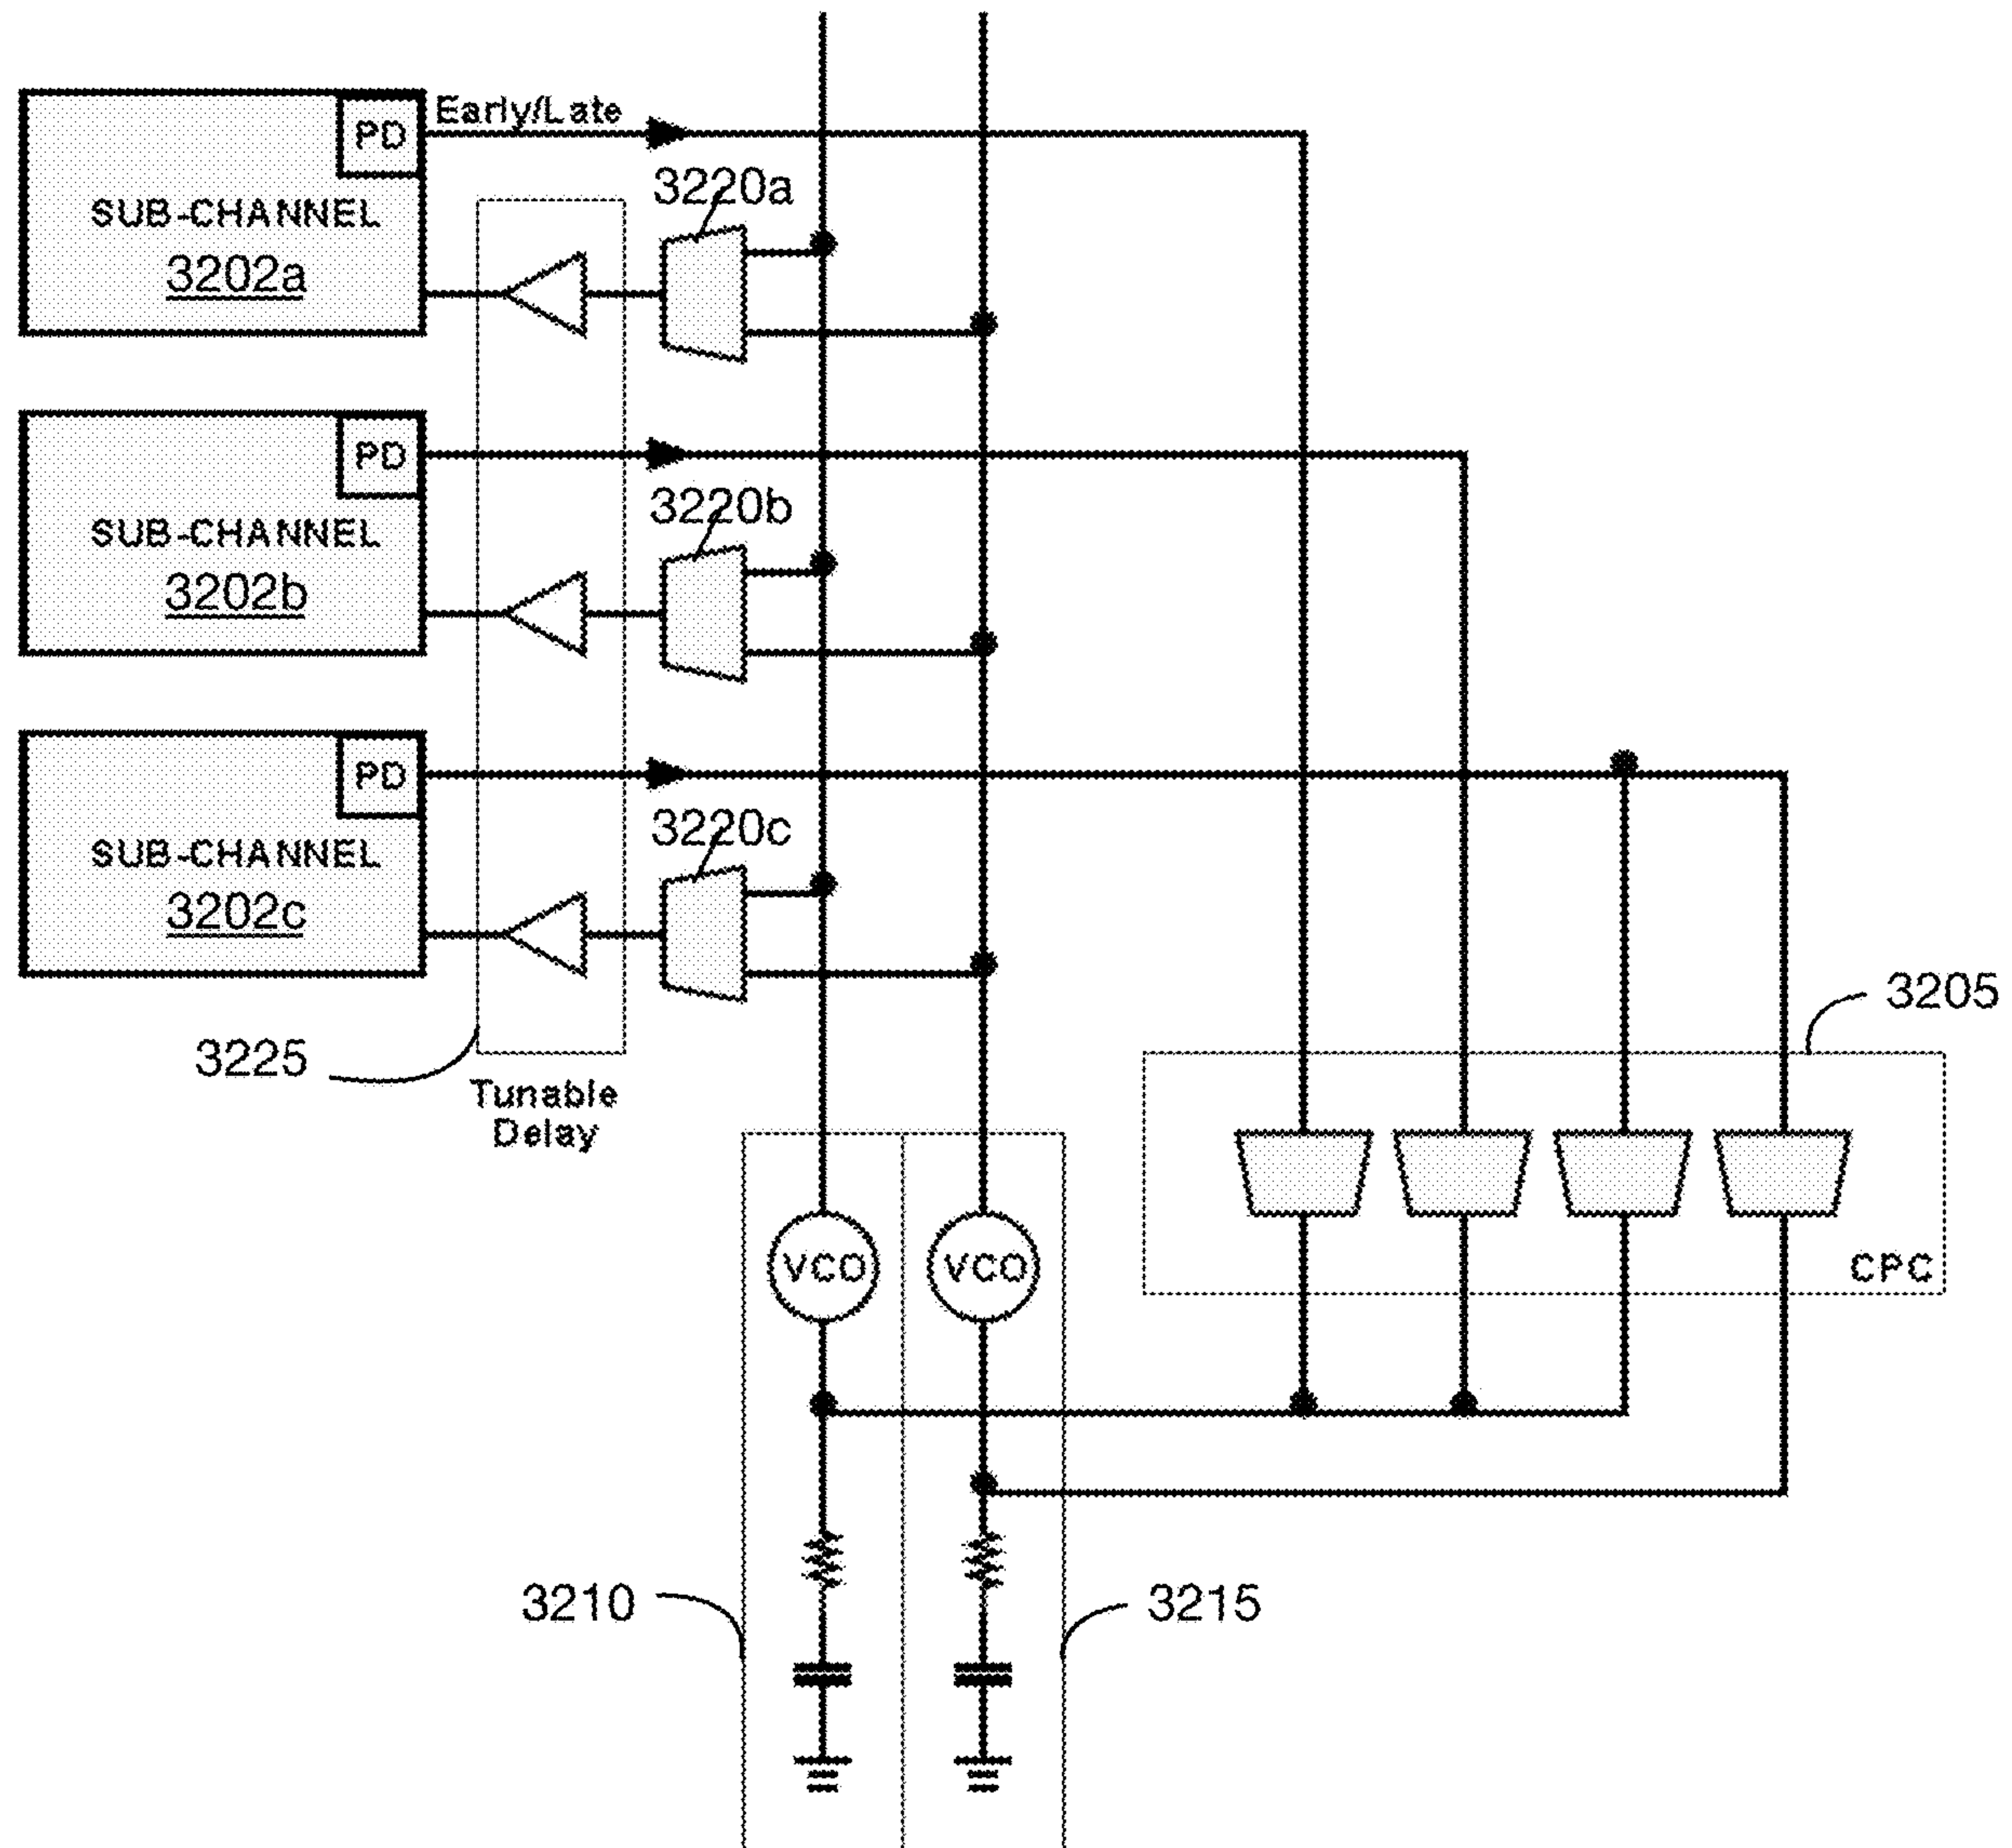 Early/Late
PD
SUB-CHANNEL
3202a
3220a
PD
SUB-CHANNEL
3202b
3220b
PD
SUB-CHANNEL
3202c
3220c
3205
3225
Tunable
Delay
VCO
VCO
CPC
3210
3215